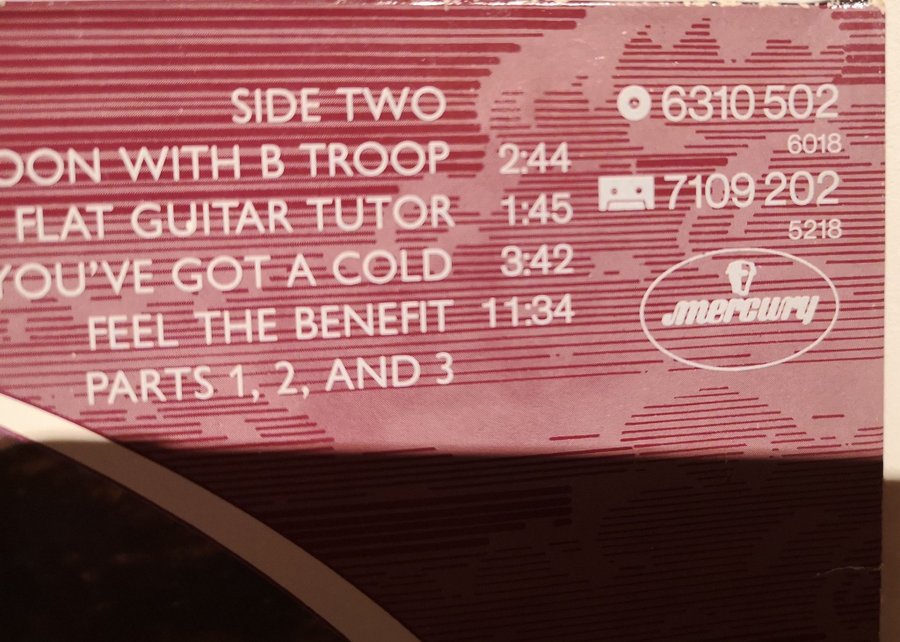 SIDE TWO
OON WITH B TROOP 2:44
FLAT GUITAR TUTOR 1:45
YOU'VE GOT A COLD 3:42
FEEL THE BENEFIT 11:34
PARTS 1, 2, AND 3
6310 502
6018
7109 202
5218
mercury